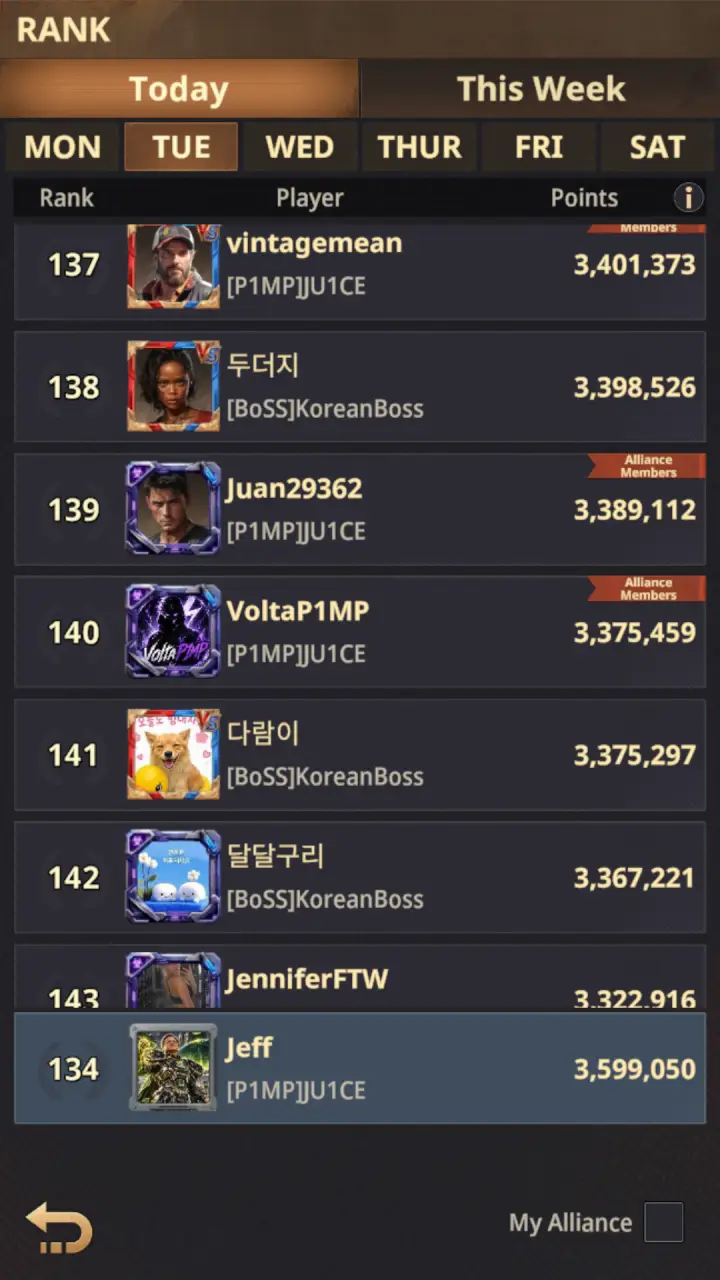 RANK
Today
This Week
MON
TUE
WED
THUR
FRI
SAT
Rank
Player
Points
i
137
vintagemean
[P1MP]JU1CE
Members
3,401,373
138
두더지
[BoSS]KoreanBoss
3,398,526
139
Juan29362
[P1MP]JU1CE
Alliance
Members
3,389,112
140
VoltaP1MP
VoltaP1MP
[P1MP]JU1CE
Alliance
Members
3,375,459
141
다람이
[BoSS]KoreanBoss
3,375,297
142
달달구리
[BoSS]KoreanBoss
3,367,221
143
JenniferFTW
3,322,916
134
Jeff
[P1MP]JU1CE
3,599,050
My Alliance